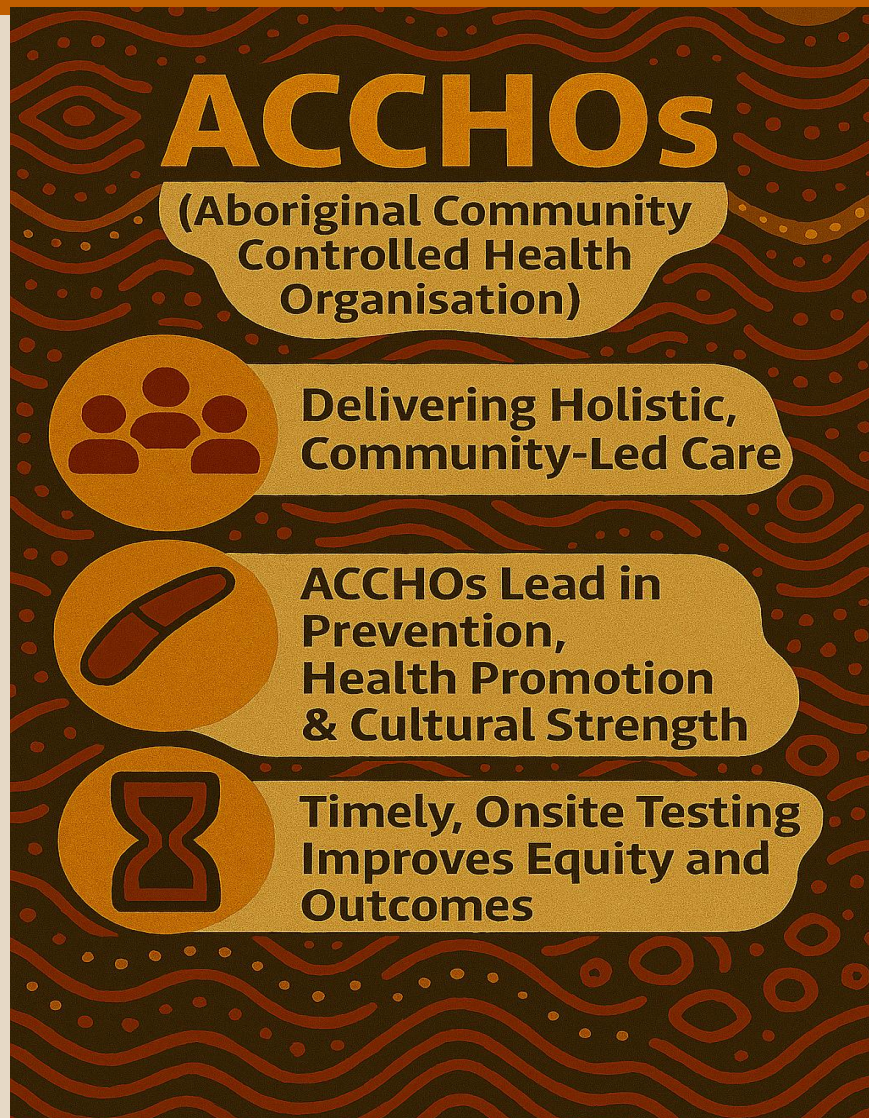 ACCHOs
(Aboriginal Community
Controlled Health
Organisation)
Delivering Holistic,
Community-Led Care
ACCHOs Lead in
Prevention,
Health Promotion
& Cultural Strength
Timely, Onsite Testing
Improves Equity and
Outcomes